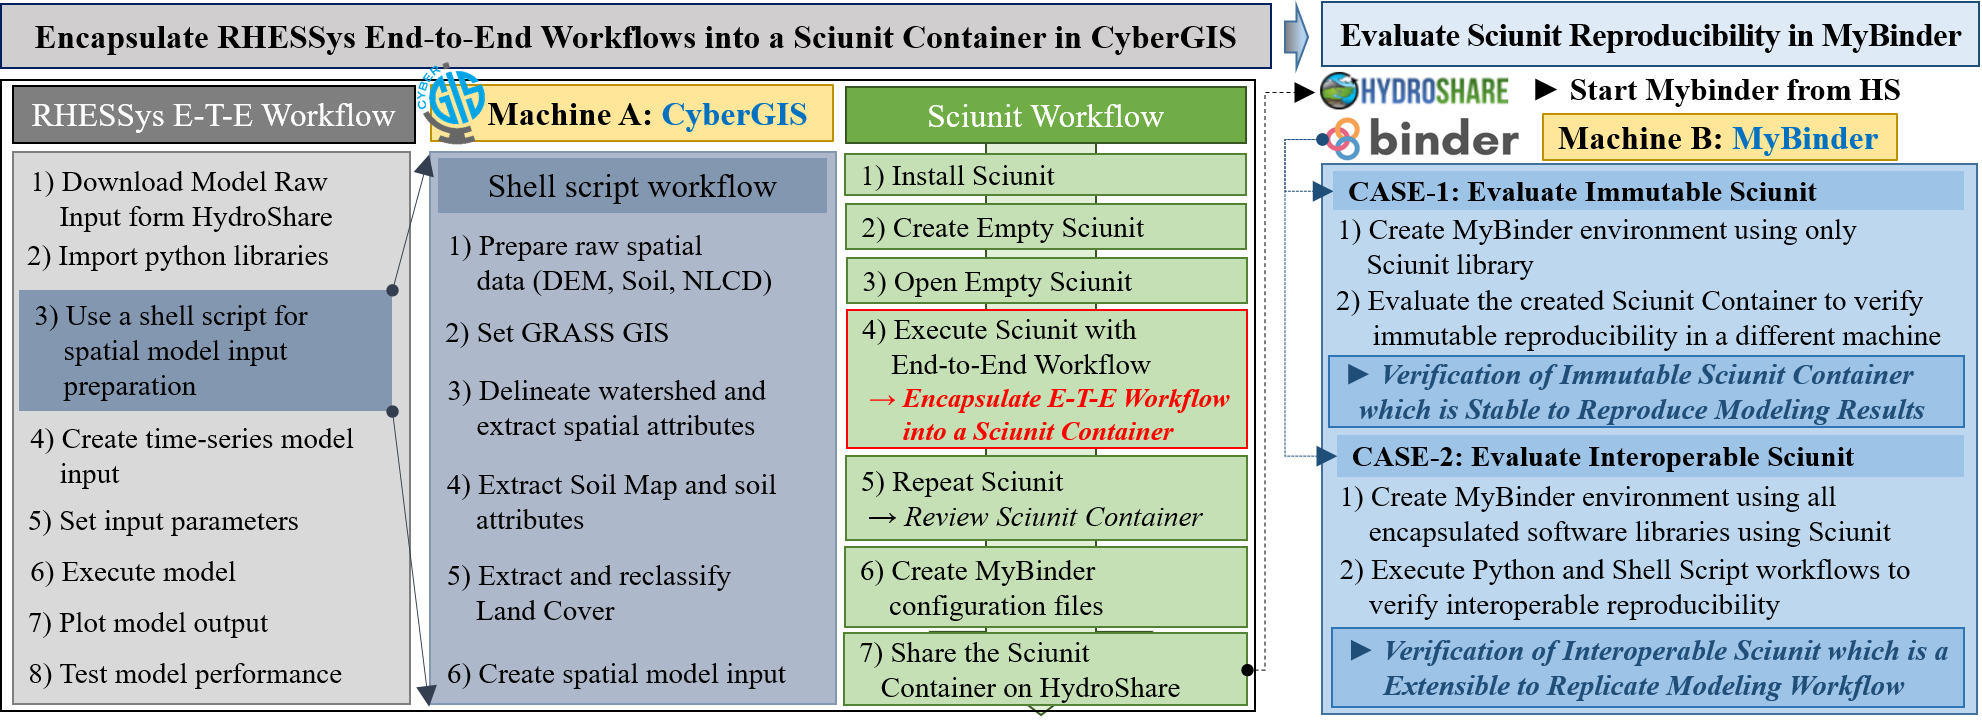 Encapsulate RHESSys End-to-End Workflows into a Sciunit Container in CyberGIS
RHESSys E-T-E Workflow
1) Download Model Raw
Input form HydroShare
2) Import python libraries
3) Use a shell script for
spatial model input
preparation
4) Create time-series model
input
5) Set input parameters
6) Execute model
7) Plot model output
8) Test model performance
CYBER
GIS
Machine A: CyberGIS
Shell script workflow
1) Prepare raw spatial
data (DEM, Soil, NLCD)
2) Set GRASS GIS
3) Delineate watershed and
extract spatial attributes
4) Extract Soil Map and soil
attributes
5) Extract and reclassify
Land Cover
6) Create spatial model input
Sciunit Workflow
1) Install Sciunit
2) Create Empty Sciunit
3) Open Empty Sciunit
4) Execute Sciunit with
End-to-End Workflow
→ Encapsulate E-T-E Workflow
into a Sciunit Container
5) Repeat Sciunit
→ Review Sciunit Container
6) Create MyBinder
configuration files
7) Share the Sciunit
Container on HydroShare
Evaluate Sciunit Reproducibility in MyBinder
HYDROSHARE
► Start Mybinder from HS
binder
Machine B: MyBinder
CASE-1: Evaluate Immutable Sciunit
1) Create MyBinder environment using only
Sciunit library
2) Evaluate the created Sciunit Container to verify
immutable reproducibility in a different machine
► Verification of Immutable Sciunit Container
which is Stable to Reproduce Modeling Results
CASE-2: Evaluate Interoperable Sciunit
1) Create MyBinder environment using all
encapsulated software libraries using Sciunit
2) Execute Python and Shell Script workflows to
verify interoperable reproducibility
► Verification of Interoperable Sciunit which is a
Extensible to Replicate Modeling Workflow